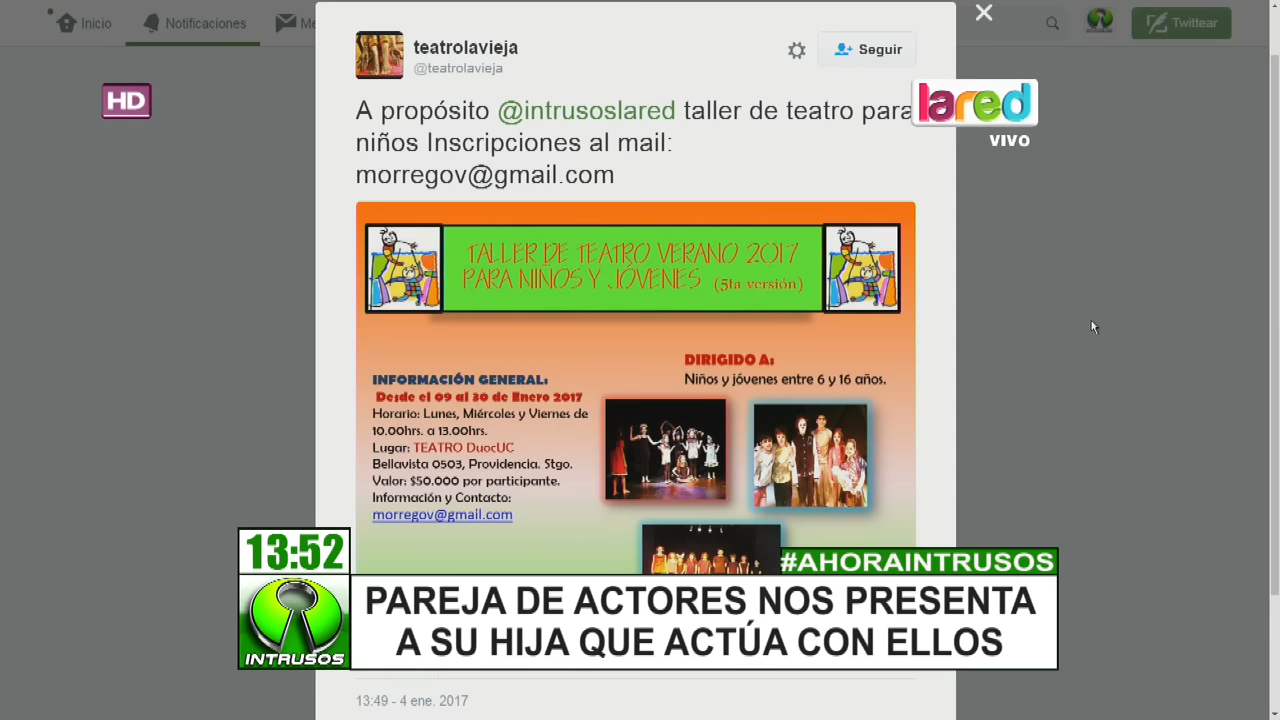 Inicio
Notificaciones
Me
Twittear
teatrolavieja
@teatrolavieja
Seguir
HD
lared
VIVO
A propósito @intrusoslared taller de teatro para
niños Inscripciones al mail:
morregov@gmail.com
TALLER DE TEATRO VERANO 2017
PARA NIÑOS Y JÓVENES (5ta versión)
DIRIGIDO A:
Niños y jóvenes entre 6 y 16 años.
INFORMACIÓN GENERAL:
Desde el 09 al 30 de Enero 2017
Horario: Lunes, Miércoles y Viernes de
10.00hrs. a 13.00hrs.
Lugar: TEATRO DuocUC
Bellavista 0503, Providencia. Stgo.
Valor: $50.000 por participante.
Información y Contacto:
morregov@gmail.com
13:52
#AHORAINTRUSOS
PAREJA DE ACTORES NOS PRESENTA
A SU HIJA QUE ACTÚA CON ELLOS
INTRUSOS
13:49 - 4 ene. 2017